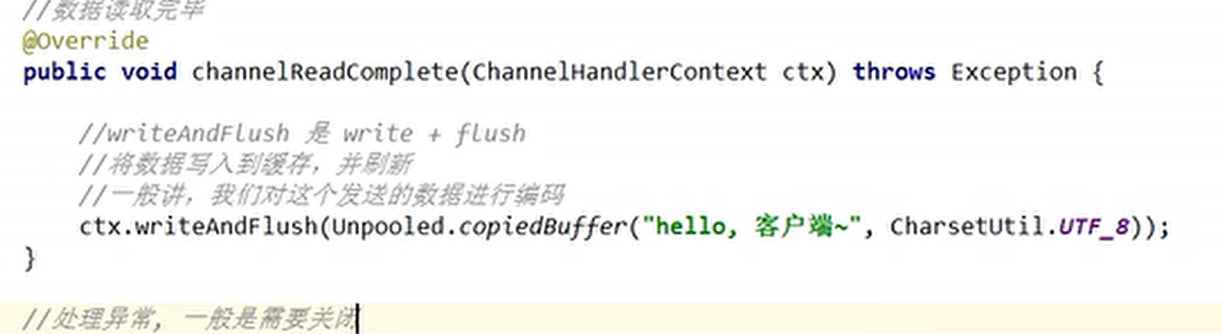 //数据读取完毕
@Override
public void channelReadComplete(ChannelHandlerContext ctx) throws Exception {
//writeAndFlush 是 write + flush
//将数据写入到缓存，并刷新
//一般讲，我们对这个发送的数据进行编码
ctx.writeAndFlush(Unpooled.copiedBuffer("hello, 客户端~", CharsetUtil.UTF_8));
}
//处理异常, 一般是需要关闭